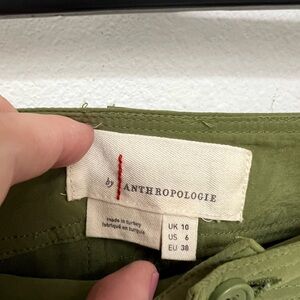 by ANTHROPOLOGIE
made in turkey
fabriqué en turquie
UK 10
US 6
EU 38